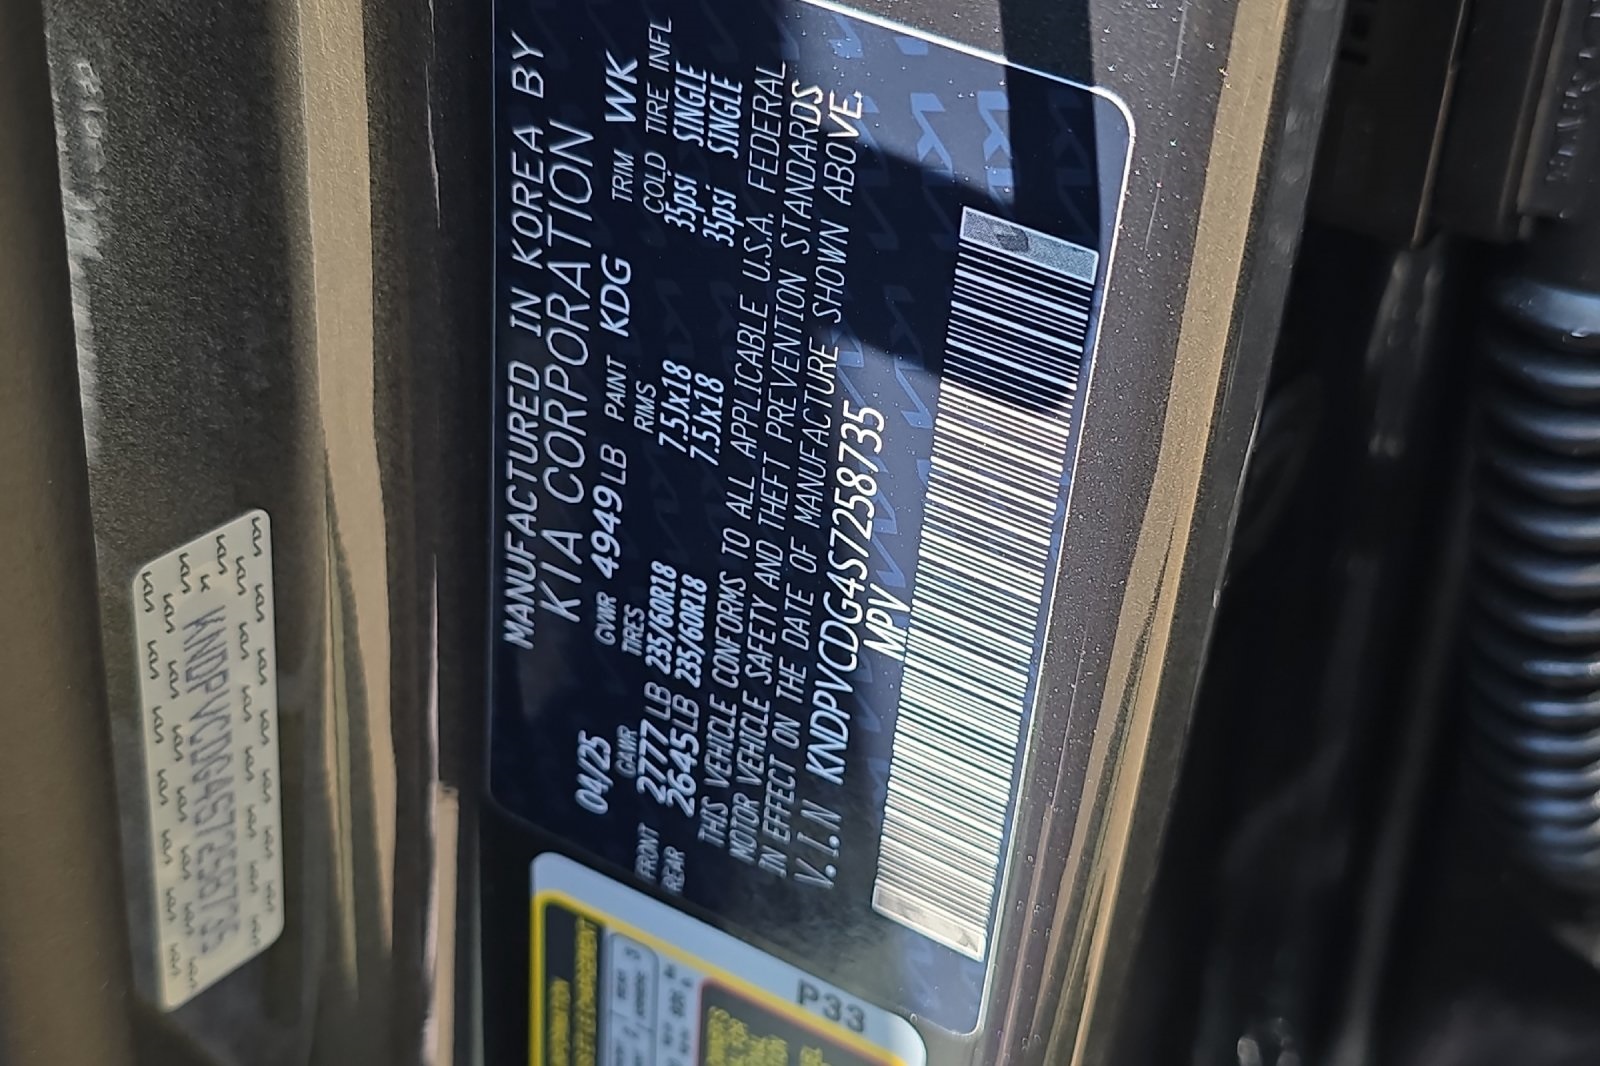 MANUFACTURED IN KOREA BY
KIA CORPORATION
04/25 GVWR 4949LB PAINT KDG TRIM WK
GAWR TIRES RIMS COLD TIRE INFL
FRONT 2777LB 235/60R18 7.5Jx18 35psi SINGLE
REAR 2645LB 235/60R18 7.5Jx18 35psi SINGLE
THIS VEHICLE CONFORMS TO ALL APPLICABLE U.S.A. FEDERAL
MOTOR VEHICLE SAFETY AND THEFT PREVENTION STANDARDS
IN EFFECT ON THE DATE OF MANUFACTURE SHOWN ABOVE.
V.I.N KNDPVCDG4S7258735
MPV
KNDPVCDG4S7258735
P33